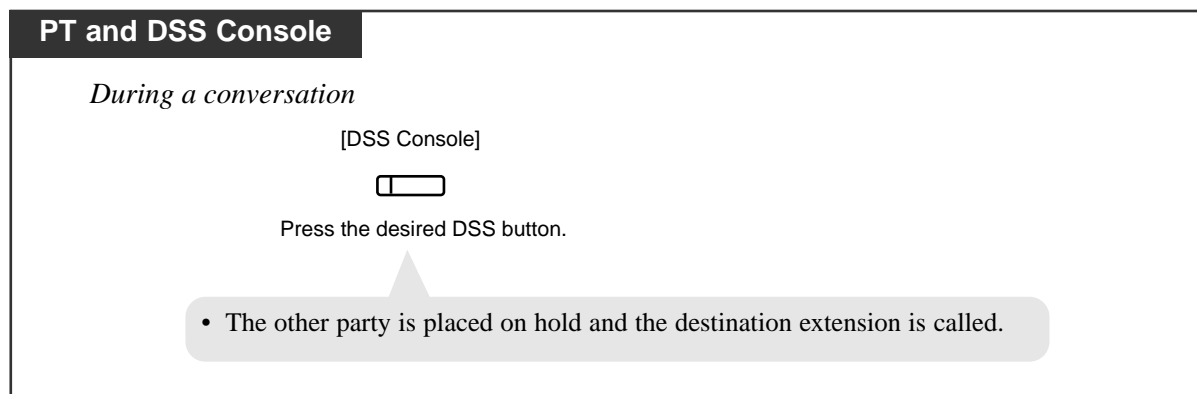 PT and DSS Console
During a conversation
[DSS Console]
Press the desired DSS button.
• The other party is placed on hold and the destination extension is called.